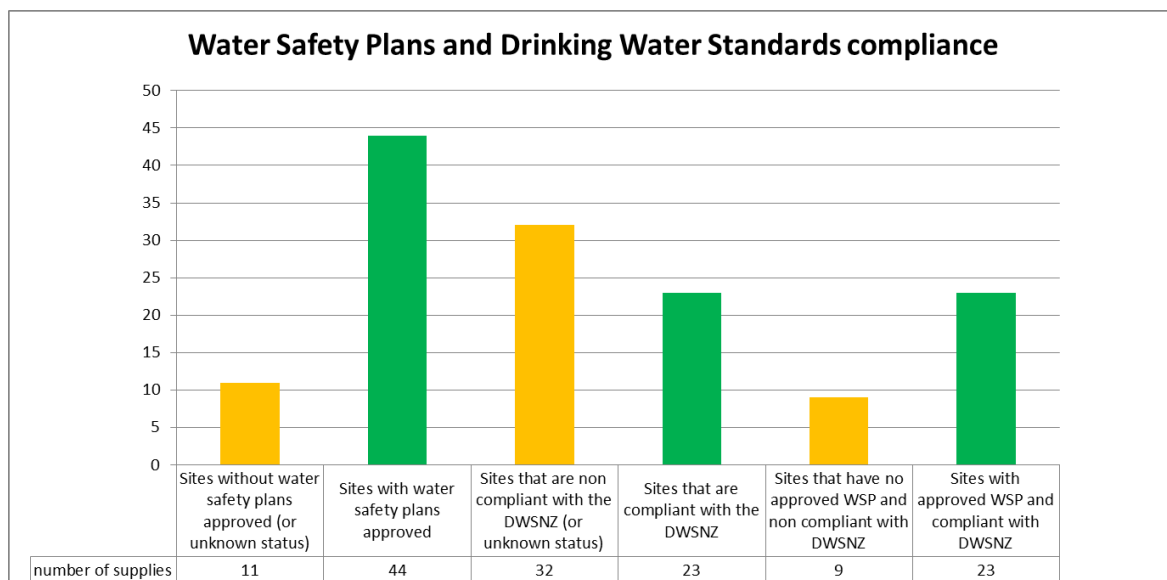 Water Safety Plans and Drinking Water Standards compliance
50
45
40
35
30
25
20
15
10
5
0
Sites without water
safety plans
approved (or
unknown status)
Sites with water
safety plans
approved
Sites that are non
compliant with the
DWSNZ (or
unknown status)
Sites that are
compliant with the
DWSNZ
Sites that have no
approved WSP and
non compliant with
DWSNZ
Sites with
approved WSP and
compliant with
DWSNZ
number of supplies 11 44 32 23 9 23